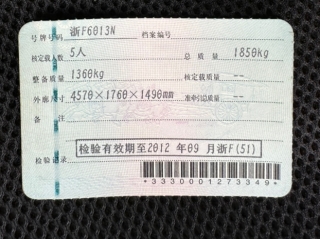 号牌号码 浙F6013N 档案编号
核定载人数 5人 总质量 1850kg
整备质量 1360kg 核定载质量 --
外廓尺寸 4570×1760×1490mm 准牵引总质量 --
备注
检验有效期至2012 年09 月浙F(51)
检验记录
*3330001273349*